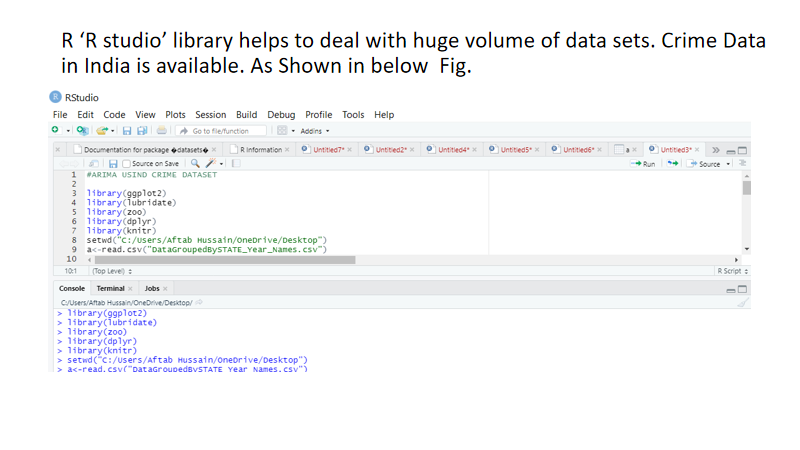 R ‘R studio’ library helps to deal with huge volume of data sets. Crime Data
in India is available. As Shown in below  Fig.
R RStudio
File Edit Code View Plots Session Build Debug Profile Tools Help
Go to file/function Addins
Documentation for package �datasets� × R Information × Untitled7* × Untitled2* × Untitled4* × Untitled5* × Untitled6* × a × Untitled3* ×
Source on Save Run Source
1 #ARIMA USIND CRIME DATASET
2
3 library(ggplot2)
4 library(lubridate)
5 library(zoo)
6 library(dplyr)
7 library(knitr)
8 setwd("C:/Users/Aftab Hussain/OneDrive/Desktop")
9 a<-read.csv("DataGroupedBySTATE_Year_Names.csv")
10
10:1 (Top Level) R Script
Console Terminal × Jobs ×
C:/Users/Aftab Hussain/OneDrive/Desktop/
> library(ggplot2)
> library(lubridate)
> library(zoo)
> library(dplyr)
> library(knitr)
> setwd("C:/Users/Aftab Hussain/OneDrive/Desktop")
> a<-read.csv("DataGroupedBySTATE_Year_Names.csv")